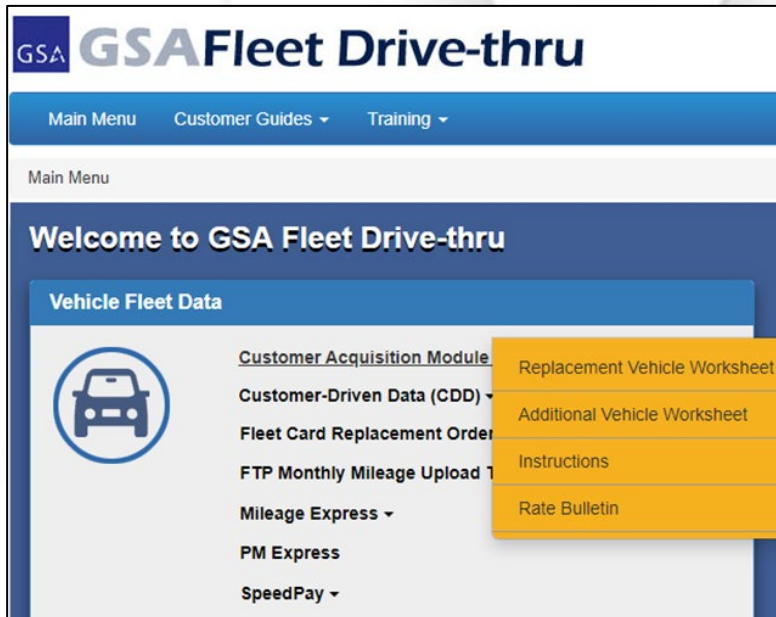 GSA GSAFleet Drive-thru
Main Menu Customer Guides Training
Main Menu
Welcome to GSA Fleet Drive-thru
Vehicle Fleet Data
Customer Acquisition Module
Replacement Vehicle Worksheet
Customer-Driven Data (CDD)
Additional Vehicle Worksheet
Fleet Card Replacement Order
Instructions
FTP Monthly Mileage Upload
Rate Bulletin
Mileage Express
PM Express
SpeedPay